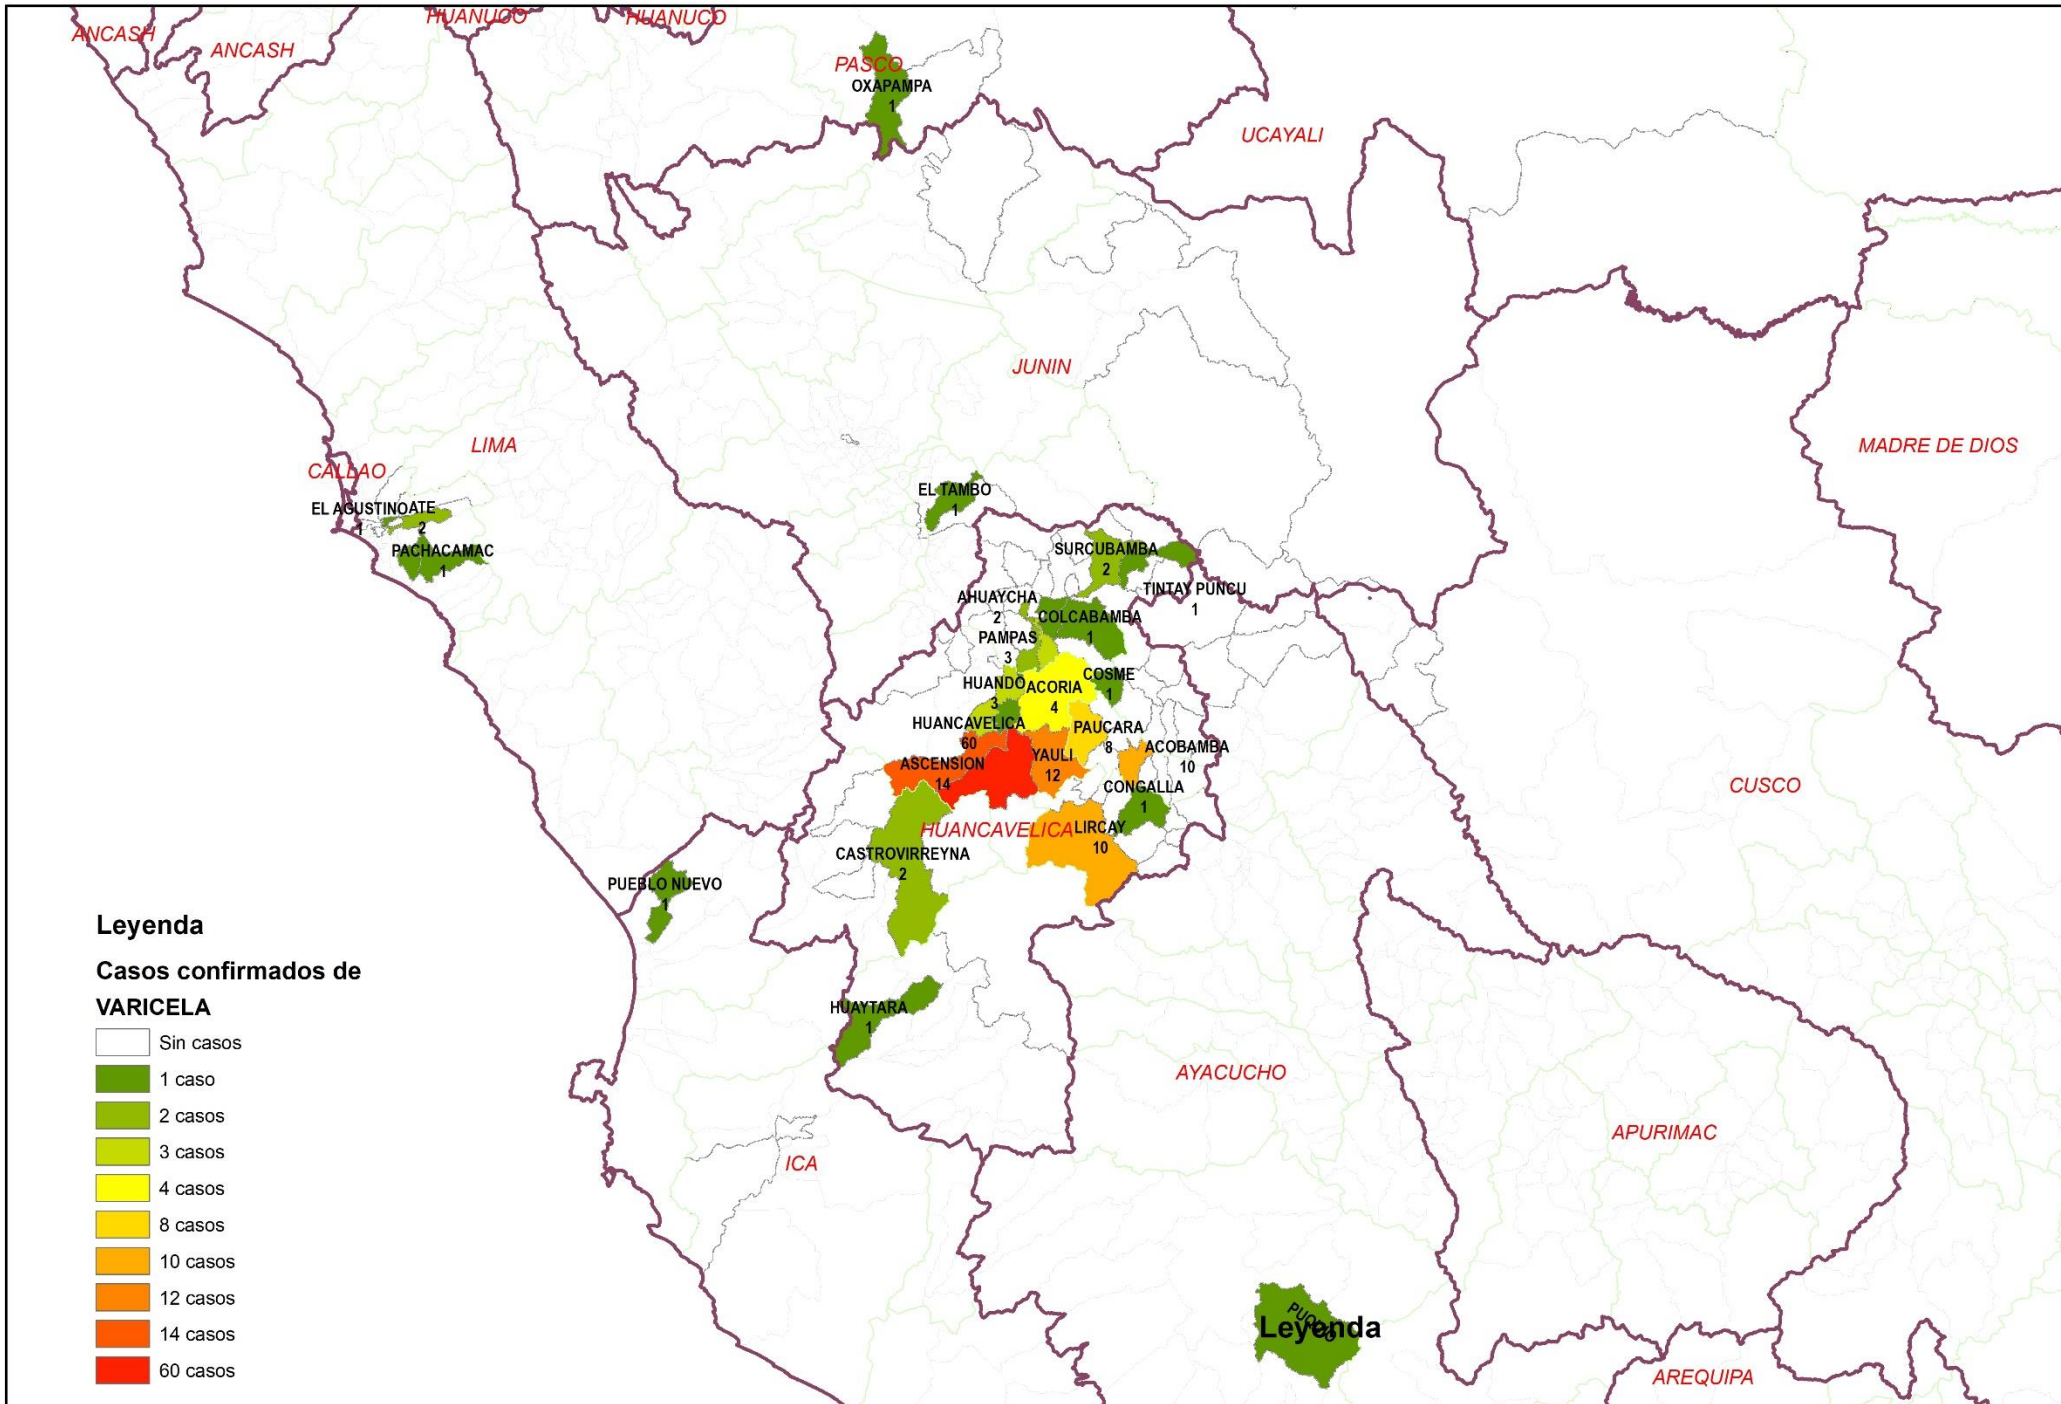 HUANUCO
HUANUCO
ANCASH
ANCASH
PASCO
OXAPAMPA
1
UCAYALI
JUNIN
LIMA
MADRE DE DIOS
CALLAO
EL TAMBO
1
EL AGUSTINOATE
1
2
PACHACAMAC
1
SURCUBAMBA
2
TINTAY PUNCU
1
AHUAYCHA
2
COLCABAMBA
1
PAMPAS
3
COSME
1
HUANDO
3
ACORIA
4
HUANCAVELICA
60
PAUCARA
8
ACOBAMBA
10
YAULI
12
ASCENSION
14
CONGALLA
1
CUSCO
HUANCAVELICA
LIRCAY
10
CASTROVIRREYNA
2
PUEBLO NUEVO
1
HUAYTARA
1
AYACUCHO
APURIMAC
ICA
Leyenda
AREQUIPA
Leyenda
Casos confirmados de
VARICELA
Sin casos
1 caso
2 casos
3 casos
4 casos
8 casos
10 casos
12 casos
14 casos
60 casos